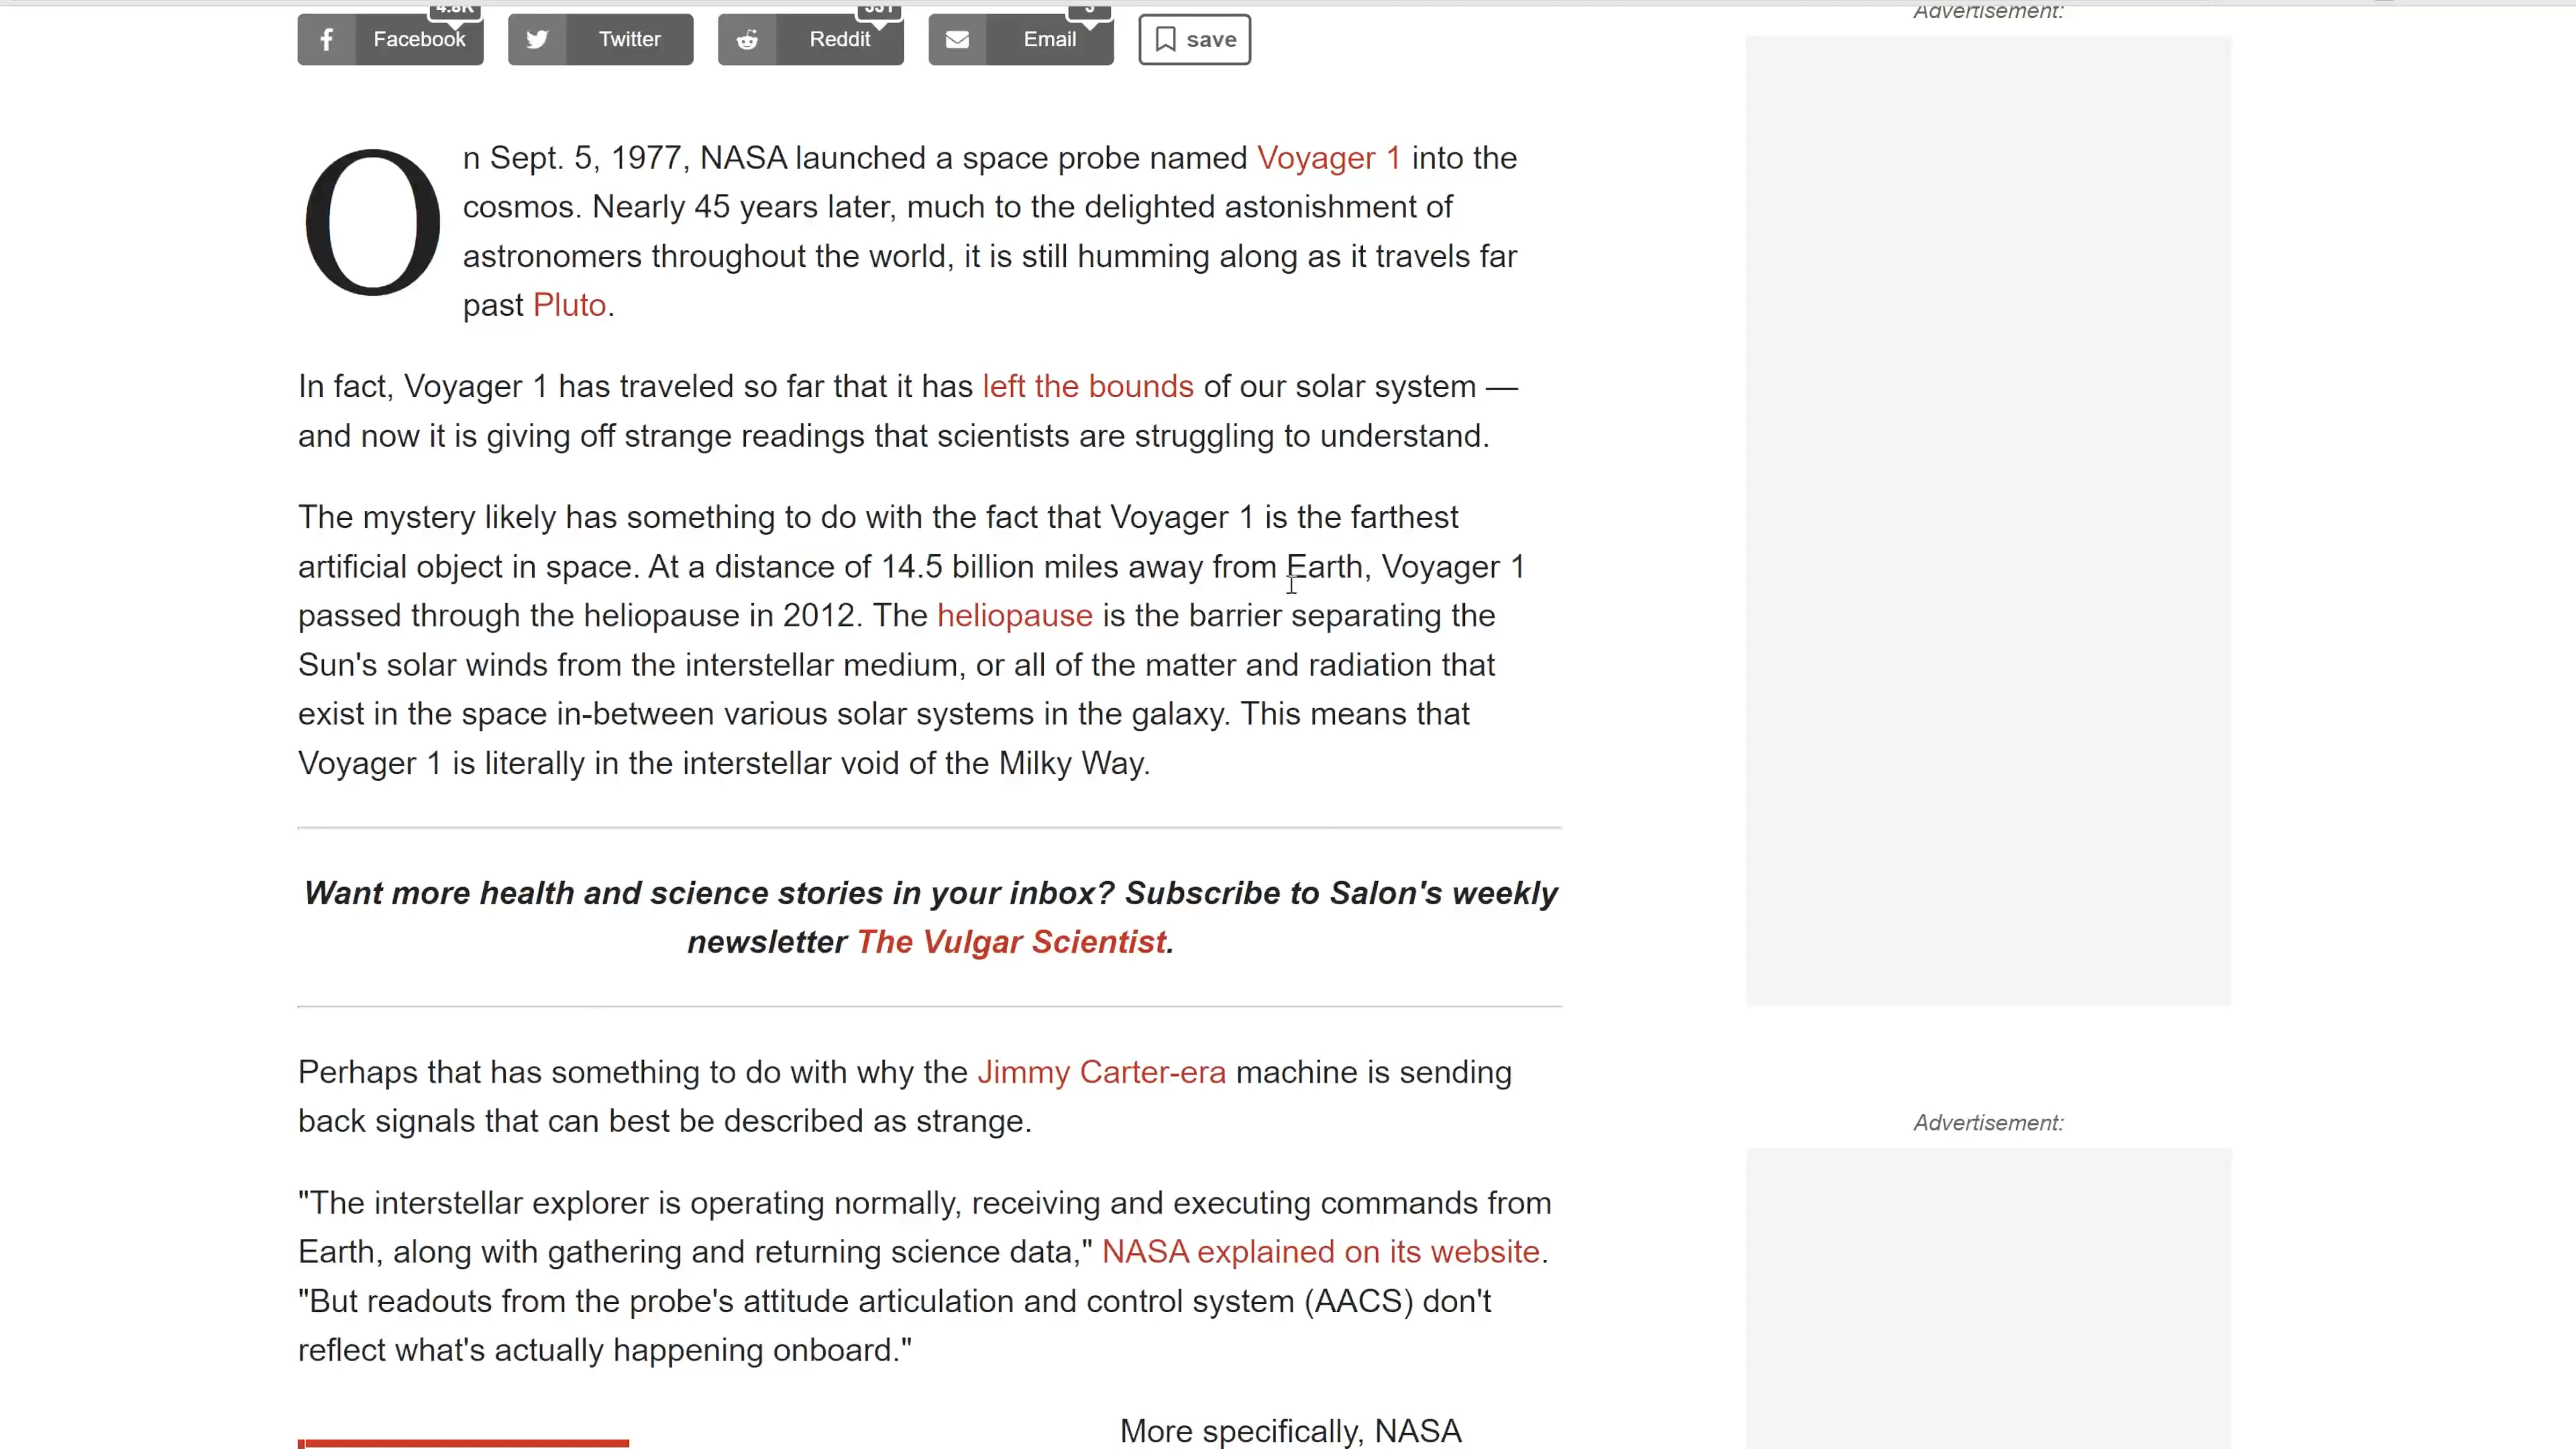 Advertisement:
4.8K
Facebook
Twitter
331
Reddit
Email
save
On Sept. 5, 1977, NASA launched a space probe named Voyager 1 into the
cosmos. Nearly 45 years later, much to the delighted astonishment of
astronomers throughout the world, it is still humming along as it travels far
past Pluto.
In fact, Voyager 1 has traveled so far that it has left the bounds of our solar system —
and now it is giving off strange readings that scientists are struggling to understand.
The mystery likely has something to do with the fact that Voyager 1 is the farthest
artificial object in space. At a distance of 14.5 billion miles away from Earth, Voyager 1
passed through the heliopause in 2012. The heliopause is the barrier separating the
Sun's solar winds from the interstellar medium, or all of the matter and radiation that
exist in the space in-between various solar systems in the galaxy. This means that
Voyager 1 is literally in the interstellar void of the Milky Way.
Want more health and science stories in your inbox? Subscribe to Salon's weekly
newsletter The Vulgar Scientist.
Perhaps that has something to do with why the Jimmy Carter-era machine is sending
back signals that can best be described as strange.
Advertisement:
"The interstellar explorer is operating normally, receiving and executing commands from
Earth, along with gathering and returning science data," NASA explained on its website.
"But readouts from the probe's attitude articulation and control system (AACS) don't
reflect what's actually happening onboard."
More specifically, NASA